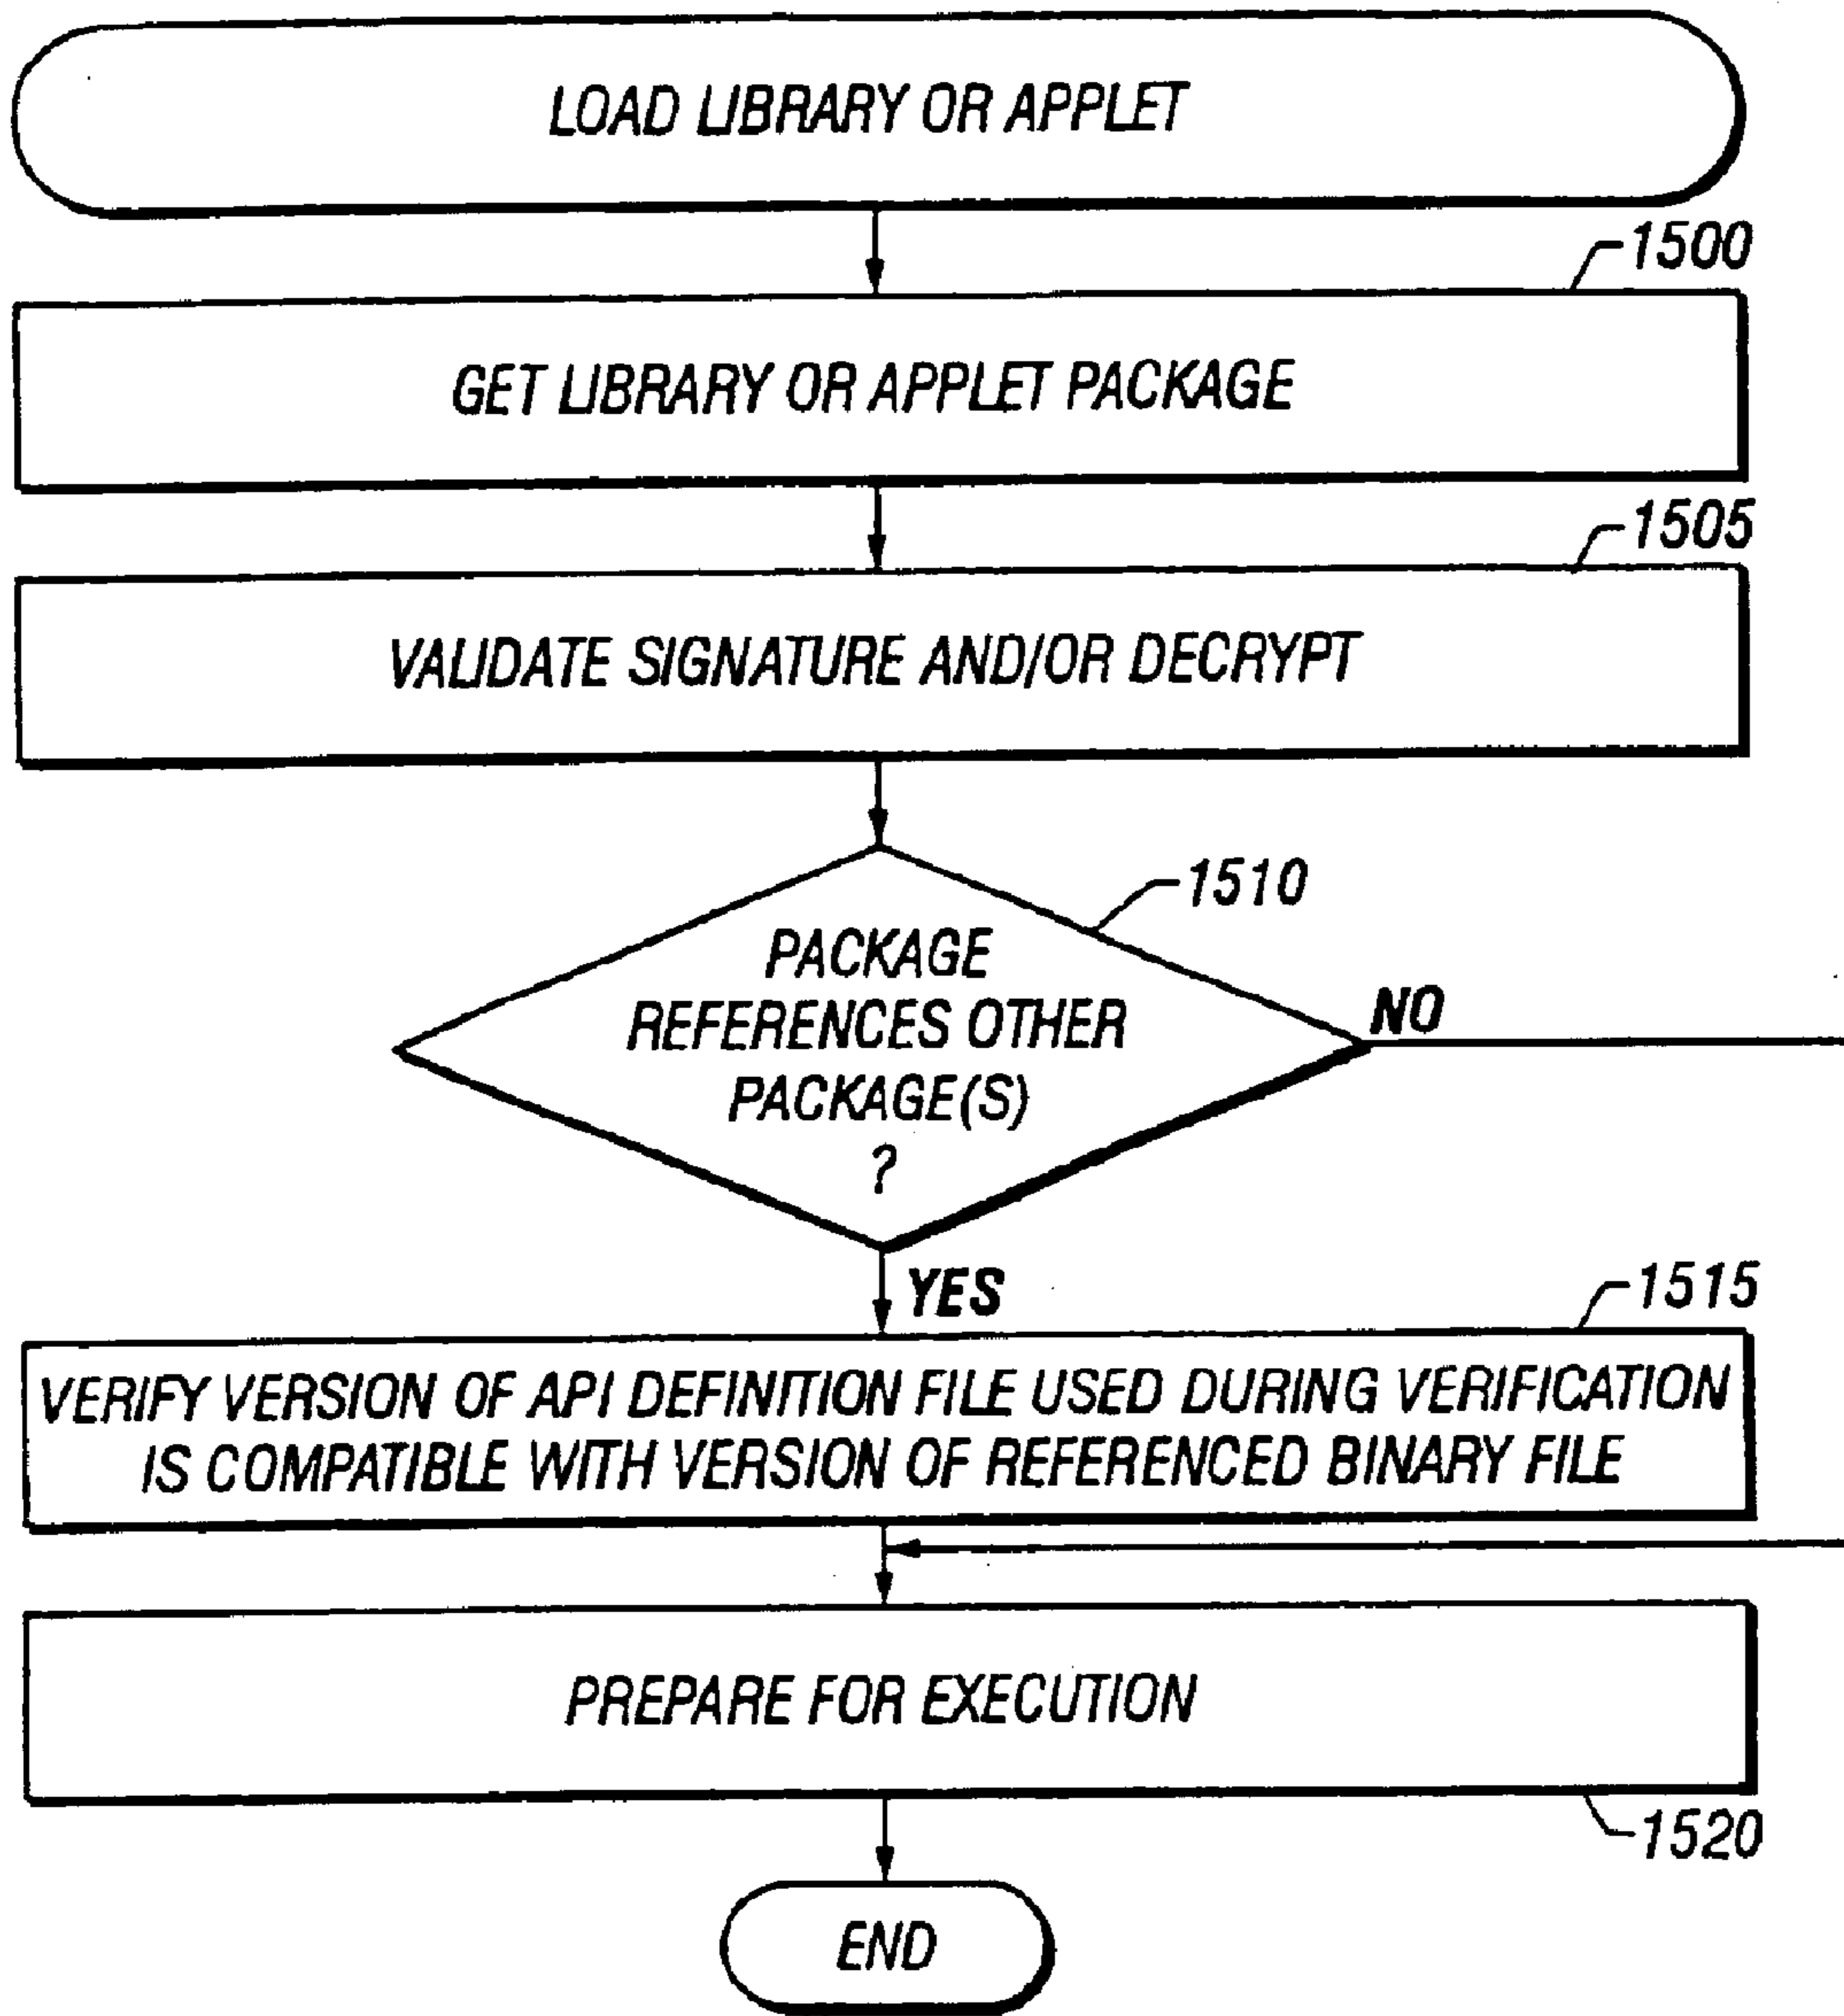 LOAD LIBRARY OR APPLET
1500
GET LIBRARY OR APPLET PACKAGE
1505
VALIDATE SIGNATURE AND/OR DECRYPT
1510
PACKAGE
REFERENCES OTHER
PACKAGE(S)
?
NO
YES
1515
VERIFY VERSION OF API DEFINITION FILE USED DURING VERIFICATION
IS COMPATIBLE WITH VERSION OF REFERENCED BINARY FILE
PREPARE FOR EXECUTION
1520
END